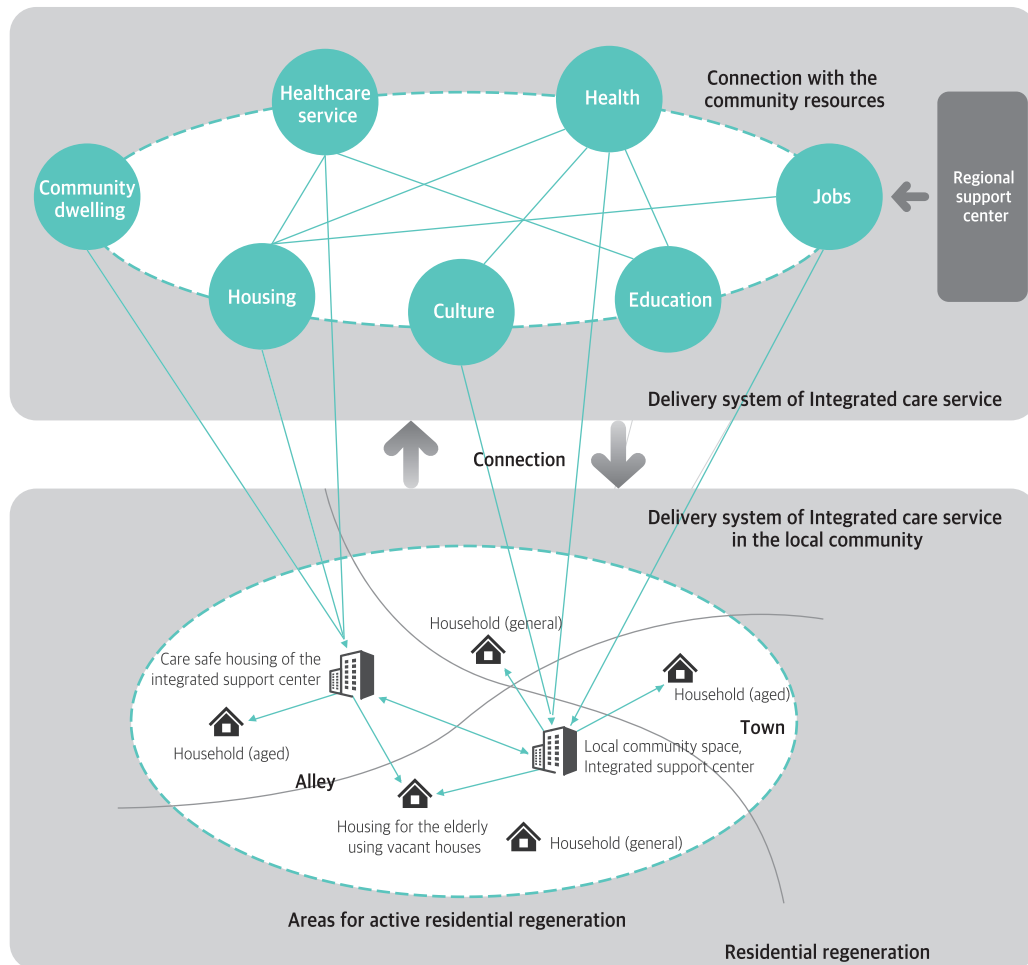 Connection with the
community resources
Healthcare
service
Health
Community
dwelling
Jobs
Regional
support
center
Housing
Culture
Education
Delivery system of Integrated care service
Connection
Delivery system of Integrated care service
in the local community
Household (general)
Care safe housing of the
integrated support center
Household (aged)
Town
Household (aged)
Local community space,
Integrated support center
Alley
Housing for the elderly
using vacant houses
Household (general)
Areas for active residential regeneration
Residential regeneration